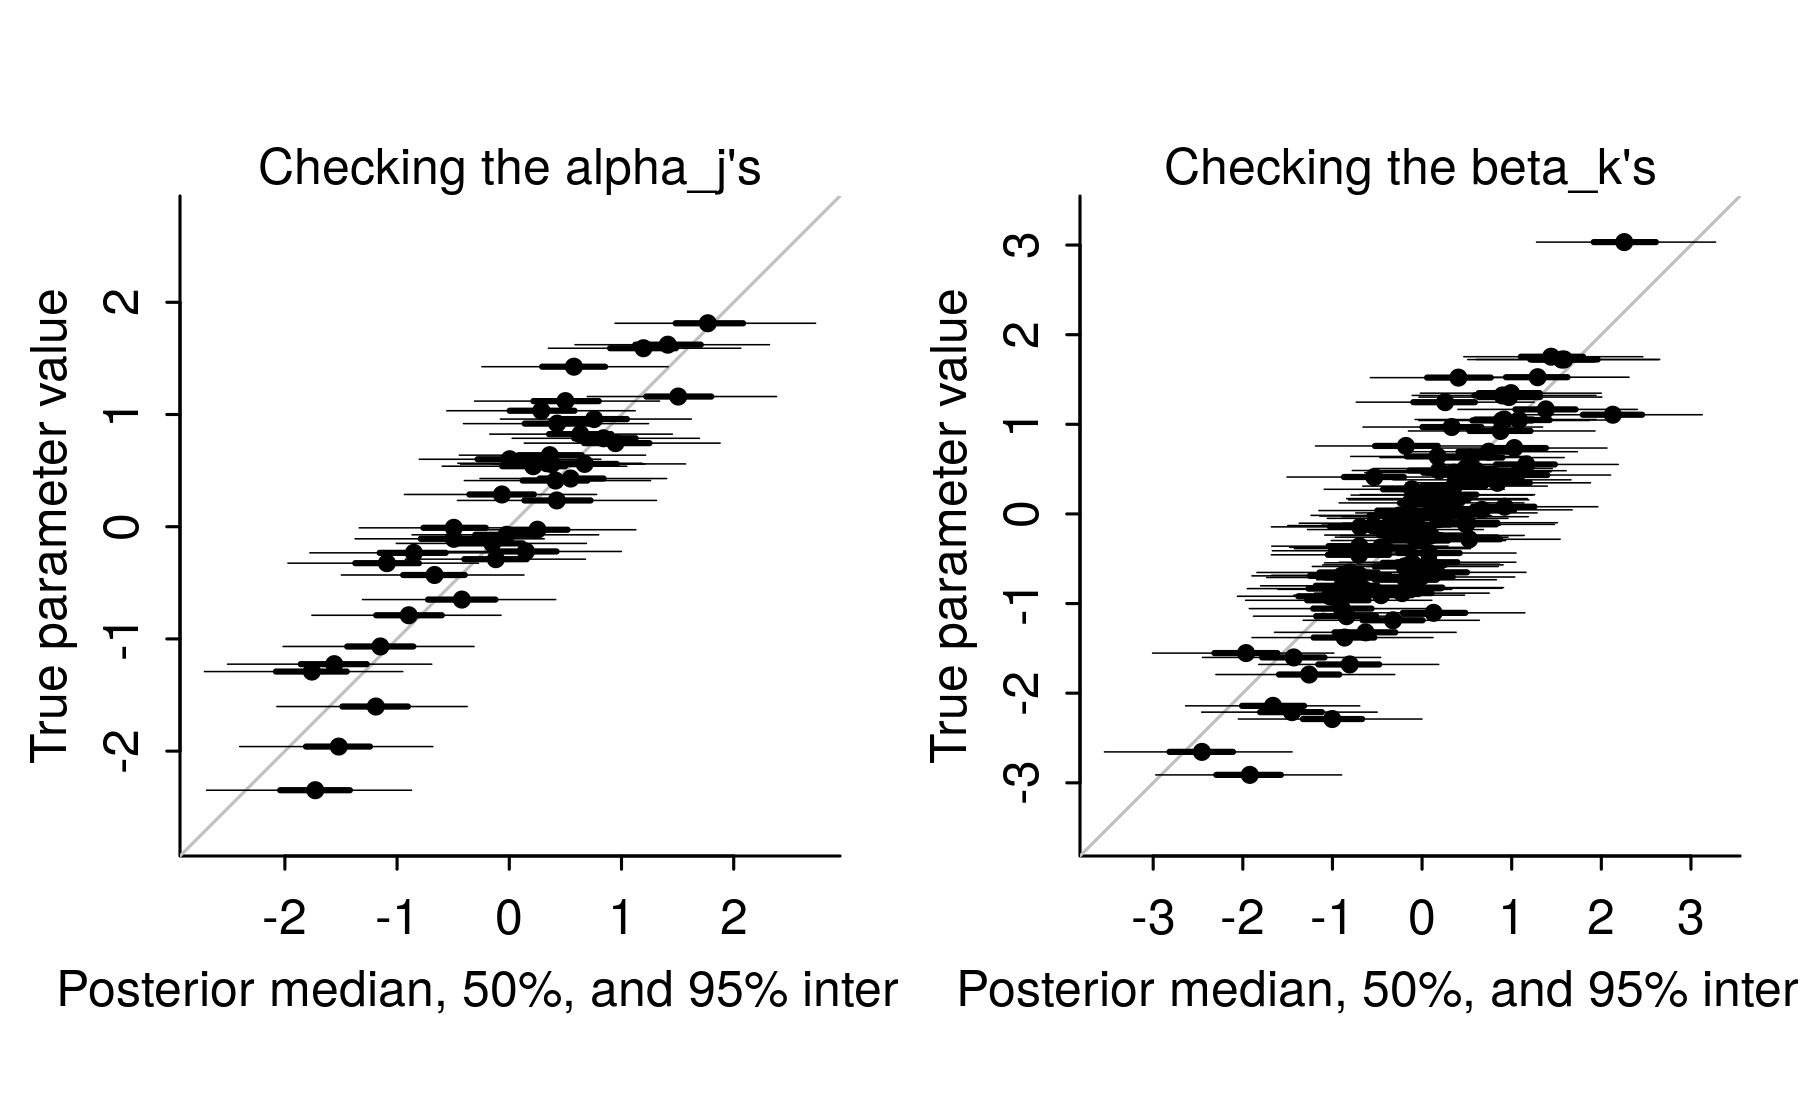 Checking the alpha_j's
True parameter value
2
1
0
-1
-2
-2 -1 0 1 2
Posterior median, 50%, and 95% inter
Checking the beta_k's
True parameter value
3
2
1
0
-1
-2
-3
-3 -2 -1 0 1 2 3
Posterior median, 50%, and 95% inter